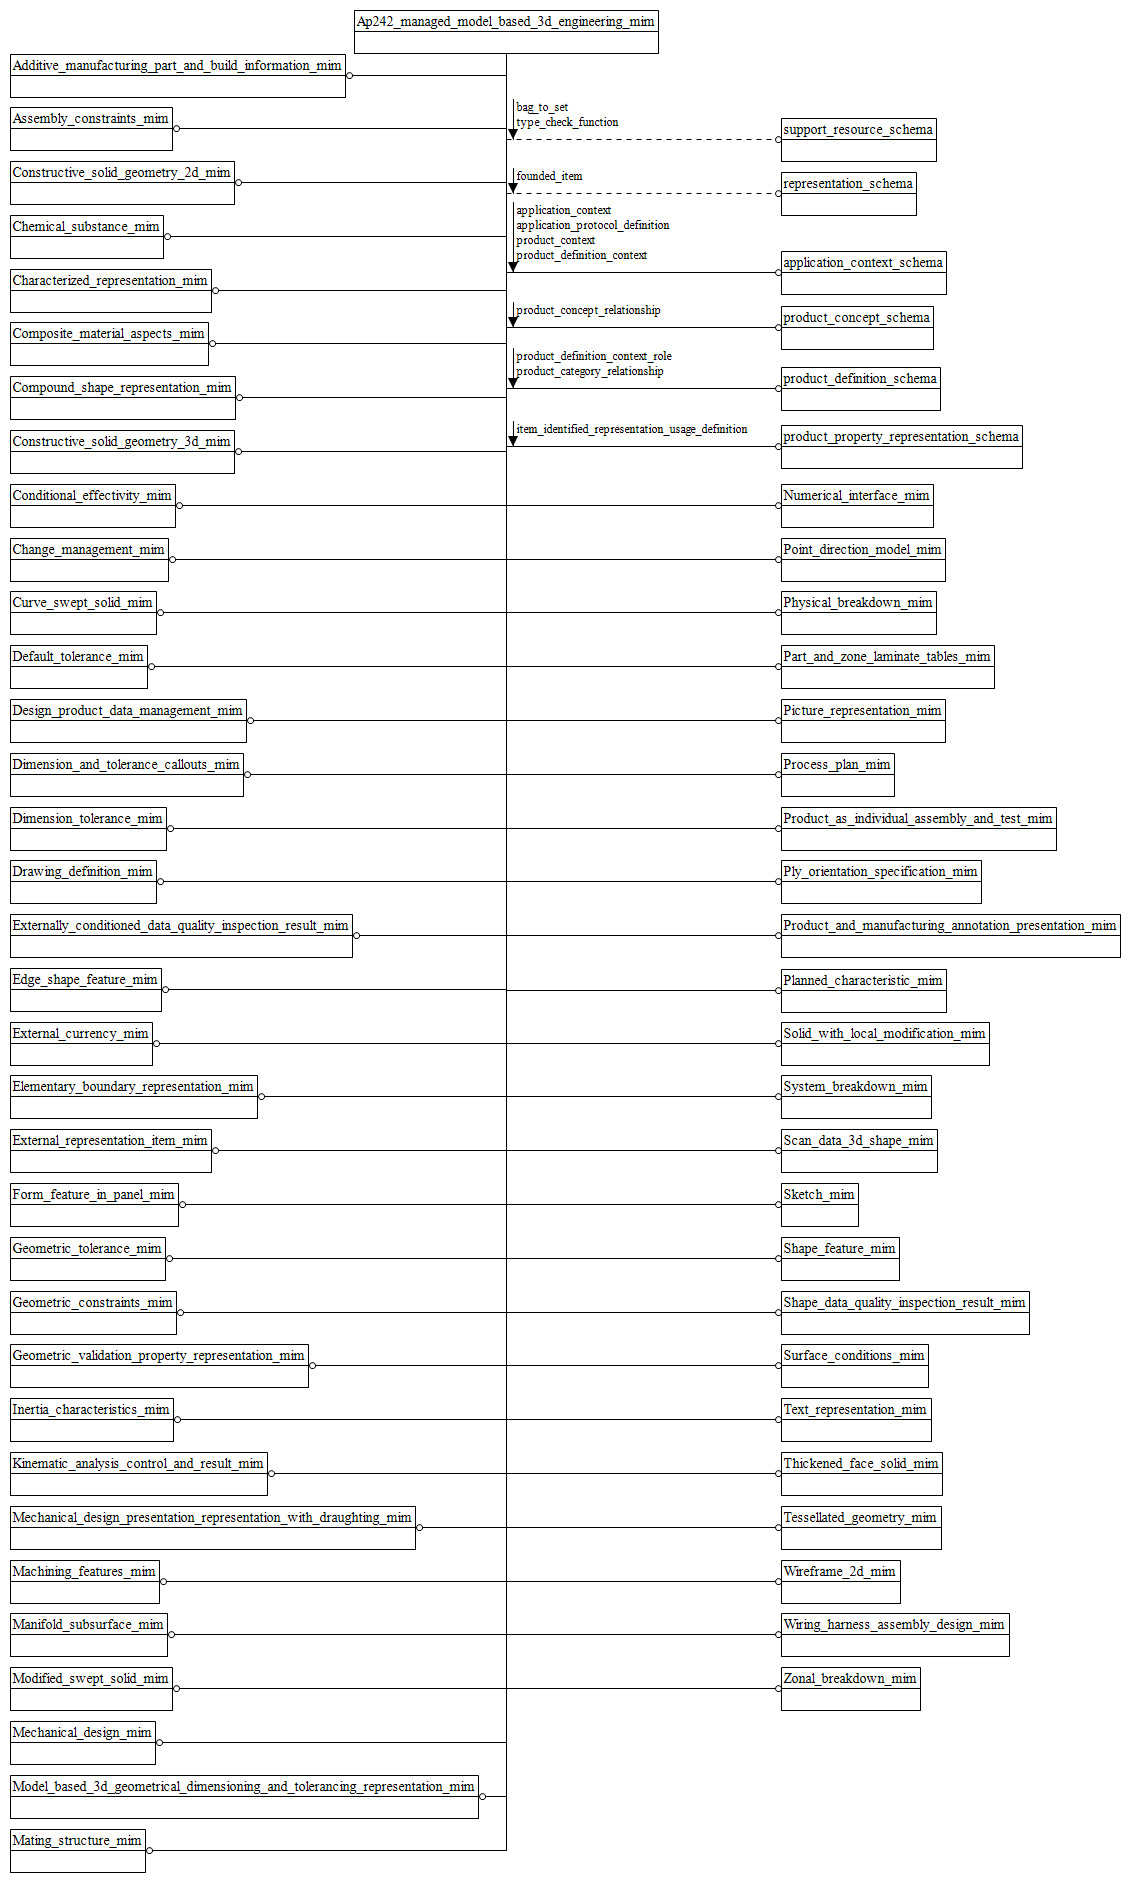 Ap242_managed_model_based_3d_engineering_mim
Additive_manufacturing_part_and_build_information_mim
Assembly_constraints_mim
Constructive_solid_geometry_2d_mim
Chemical_substance_mim
Characterized_representation_mim
Composite_material_aspects_mim
Compound_shape_representation_mim
Constructive_solid_geometry_3d_mim
Conditional_effectivity_mim
Change_management_mim
Curve_swept_solid_mim
Default_tolerance_mim
Design_product_data_management_mim
Dimension_and_tolerance_callouts_mim
Dimension_tolerance_mim
Drawing_definition_mim
Externally_conditioned_data_quality_inspection_result_mim
Edge_shape_feature_mim
External_currency_mim
Elementary_boundary_representation_mim
External_representation_item_mim
Form_feature_in_panel_mim
Geometric_tolerance_mim
Geometric_constraints_mim
Geometric_validation_property_representation_mim
Inertia_characteristics_mim
Kinematic_analysis_control_and_result_mim
Mechanical_design_presentation_representation_with_draughting_mim
Machining_features_mim
Manifold_subsurface_mim
Modified_swept_solid_mim
Mechanical_design_mim
Model_based_3d_geometrical_dimensioning_and_tolerancing_representation_mim
Mating_structure_mim
bag_to_set
type_check_function
support_resource_schema
founded_item
representation_schema
application_context
application_protocol_definition
product_context
product_definition_context
application_context_schema
product_concept_relationship
product_concept_schema
product_definition_context_role
product_category_relationship
product_definition_schema
item_identified_representation_usage_definition
product_property_representation_schema
Numerical_interface_mim
Point_direction_model_mim
Physical_breakdown_mim
Part_and_zone_laminate_tables_mim
Picture_representation_mim
Process_plan_mim
Product_as_individual_assembly_and_test_mim
Ply_orientation_specification_mim
Product_and_manufacturing_annotation_presentation_mim
Planned_characteristic_mim
Solid_with_local_modification_mim
System_breakdown_mim
Scan_data_3d_shape_mim
Sketch_mim
Shape_feature_mim
Shape_data_quality_inspection_result_mim
Surface_conditions_mim
Text_representation_mim
Thickened_face_solid_mim
Tessellated_geometry_mim
Wireframe_2d_mim
Wiring_harness_assembly_design_mim
Zonal_breakdown_mim